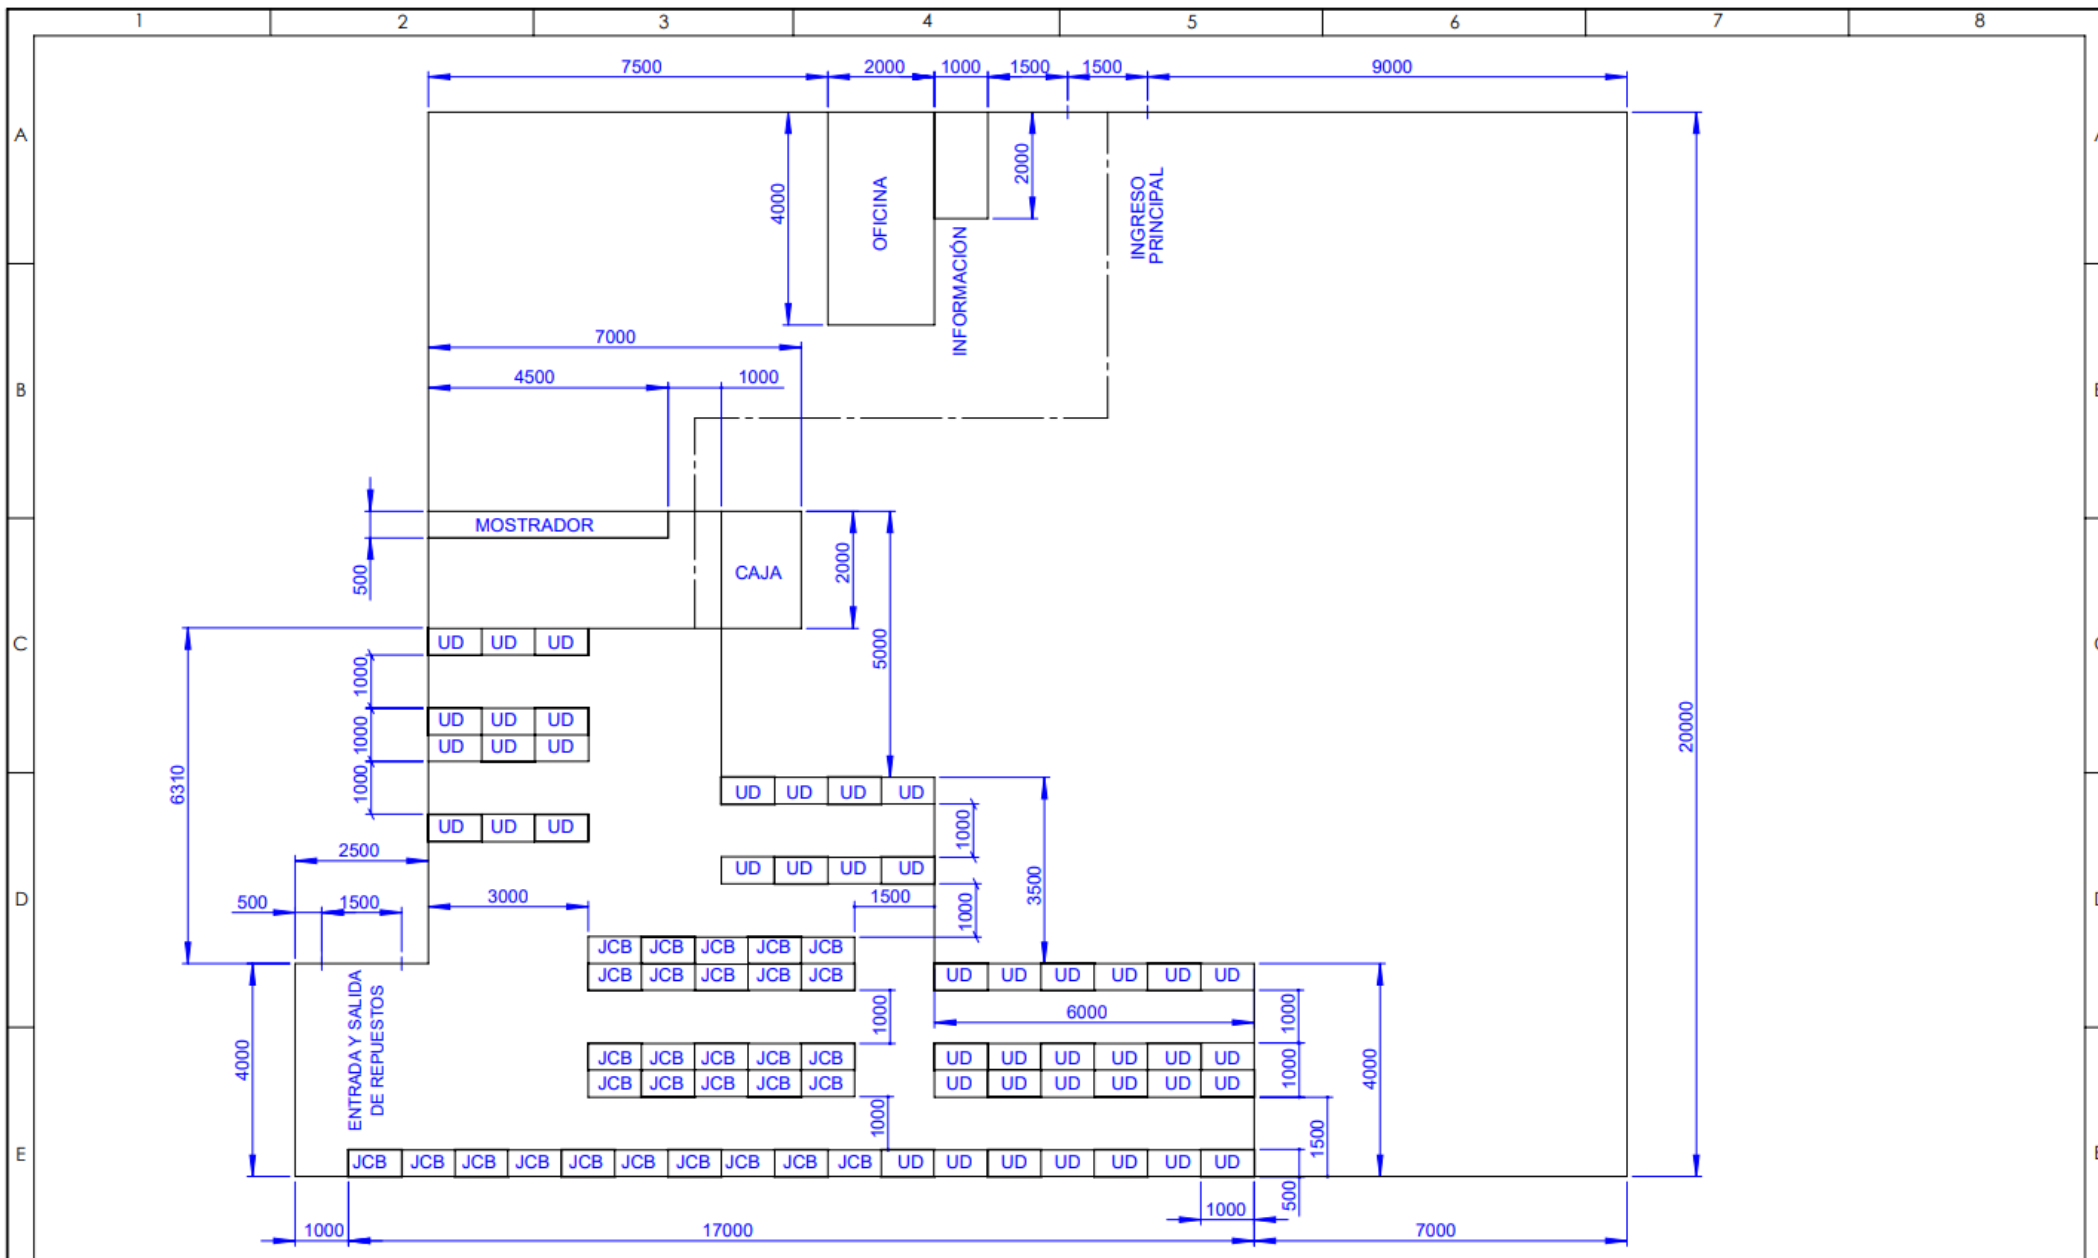 1 2 3 4 5 6 7 8
7500 2000 1000 1500 1500 9000
A
4000
OFICINA
2000
INFORMACIÓN
INGRESO
PRINCIPAL
7000
4500 1000
B
MOSTRADOR
500
CAJA
2000
5000
20000
C
UD UD UD
1000
UD UD UD
1000
UD UD UD
6310
1000
UD UD UD UD
UD UD UD
1000
2500
UD UD UD UD
3500
D
500 1500 3000 1500
1000
JCB JCB JCB JCB JCB
JCB JCB JCB JCB JCB UD UD UD UD UD UD
ENTRADA Y SALIDA
DE REPUESTOS
1000
6000
1000
4000
JCB JCB JCB JCB JCB UD UD UD UD UD UD
1000
4000
JCB JCB JCB JCB JCB UD UD UD UD UD UD
1000
1500
E
JCB JCB JCB JCB JCB JCB JCB JCB JCB JCB UD UD UD UD UD UD UD
500
1000
1000 17000 7000